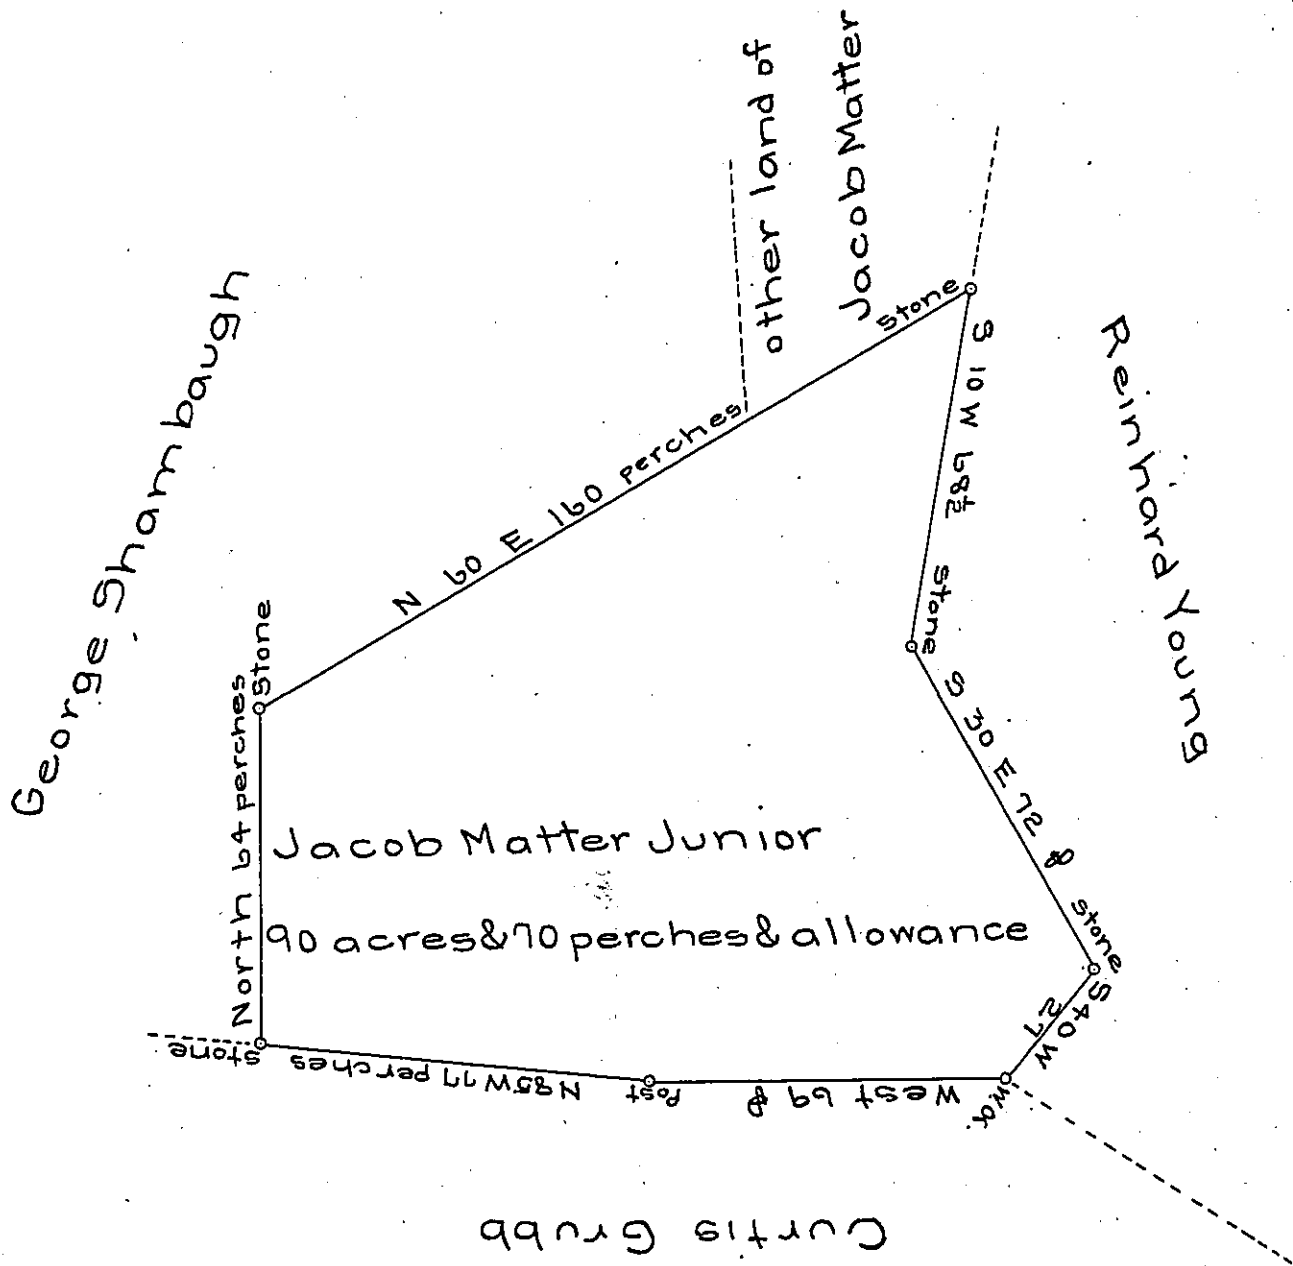 George Shambaugh
other land of
Jacob Matter
North 64 perches
Stone
N 60 E 160 perches
Stone
S 10 W 68½
Stone
S 30 E 72 p
Stone
S 40 W
27
W.O.
West 69 p
Post
N85W 77 perches
Stone
Jacob Matter Junior
90 acres & 70 perches & allowance
Reinhard Young
Curtis Grubb